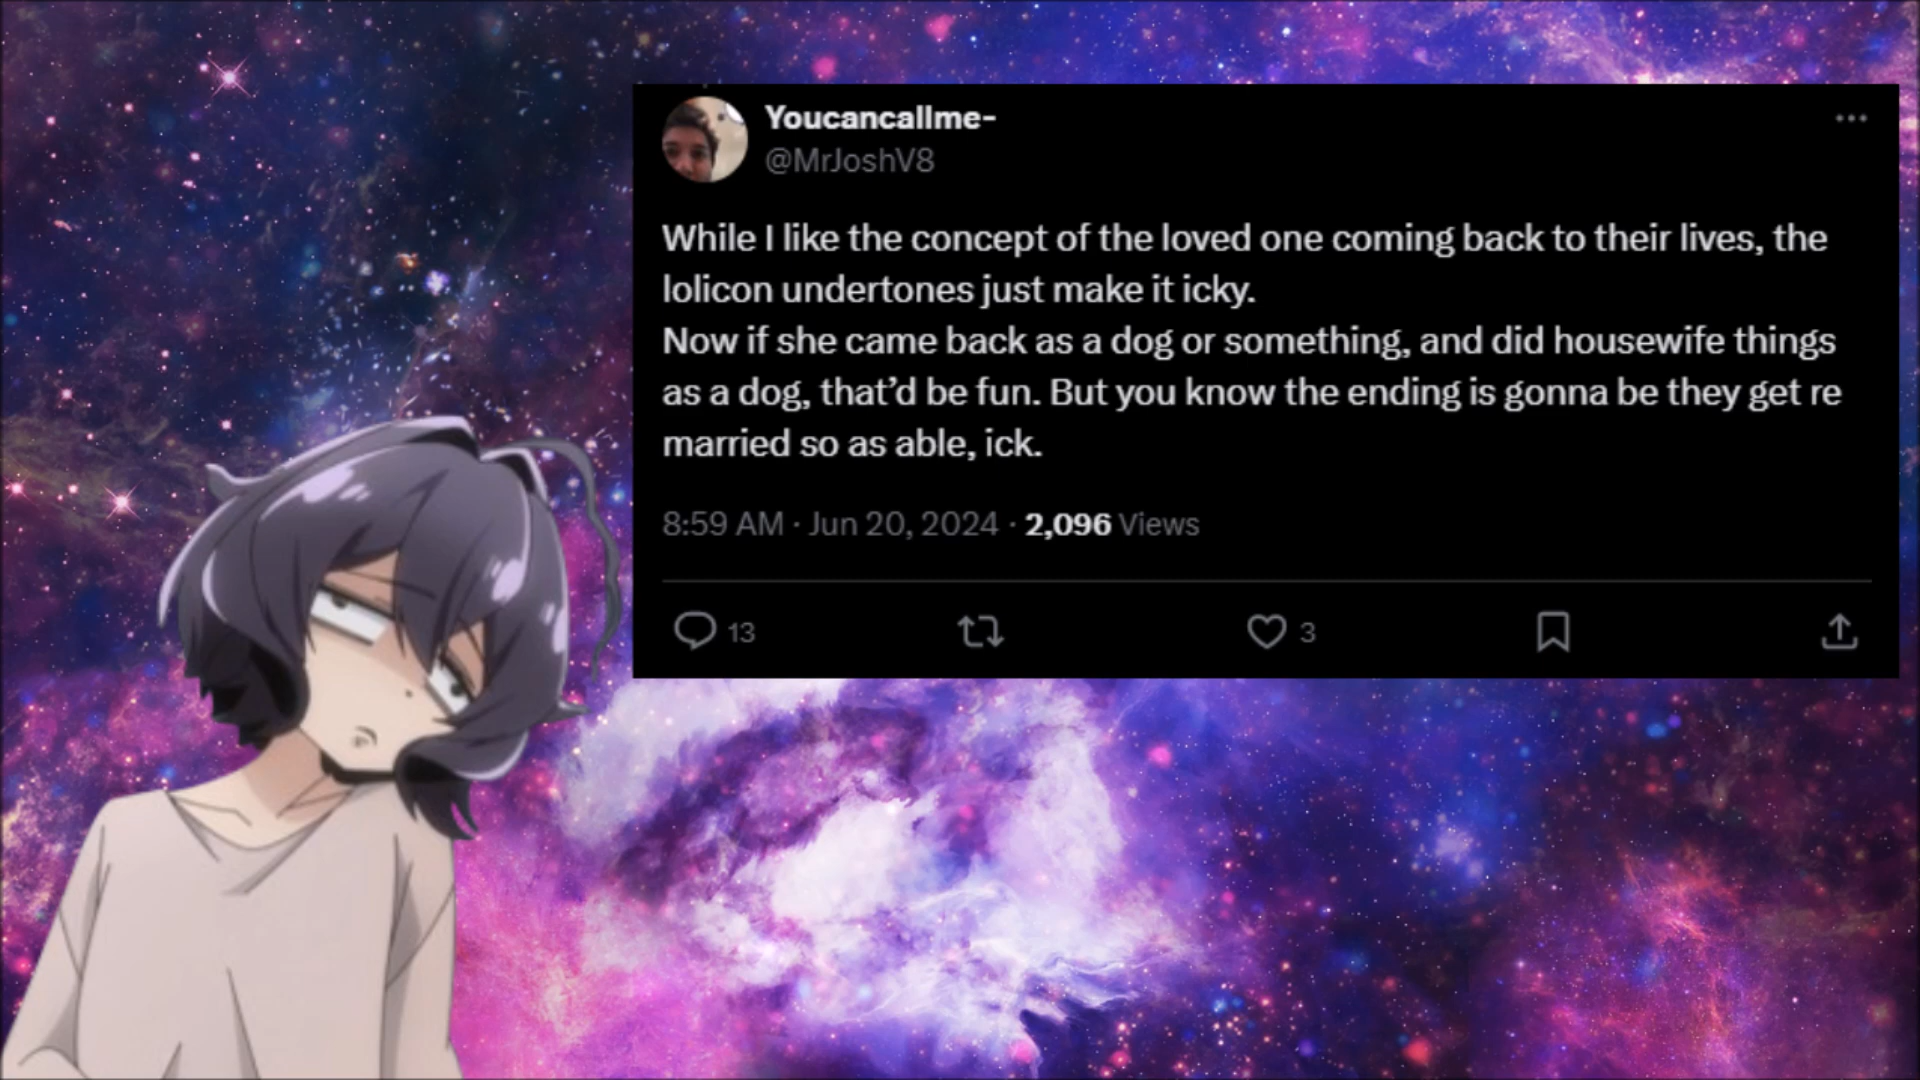 Youcancallme-
@MrJoshV8
While I like the concept of the loved one coming back to their lives, the
lolicon undertones just make it icky.
Now if she came back as a dog or something, and did housewife things
as a dog, that’d be fun. But you know the ending is gonna be they get re
married so as able, ick.
8:59 AM · Jun 20, 2024 · 2,096 Views
13 3